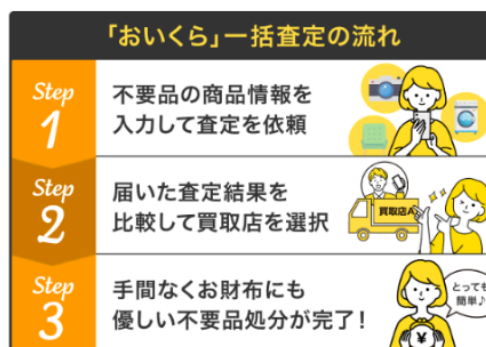 「おいくら」一括査定の流れ
Step
1
不要品の商品情報を
入力して査定を依頼
Step
2
届いた査定結果を
比較して買取店を選択
買取店A
Step
3
手間なくお財布にも
優しい不要品処分が完了！
とっても
簡単♪
¥